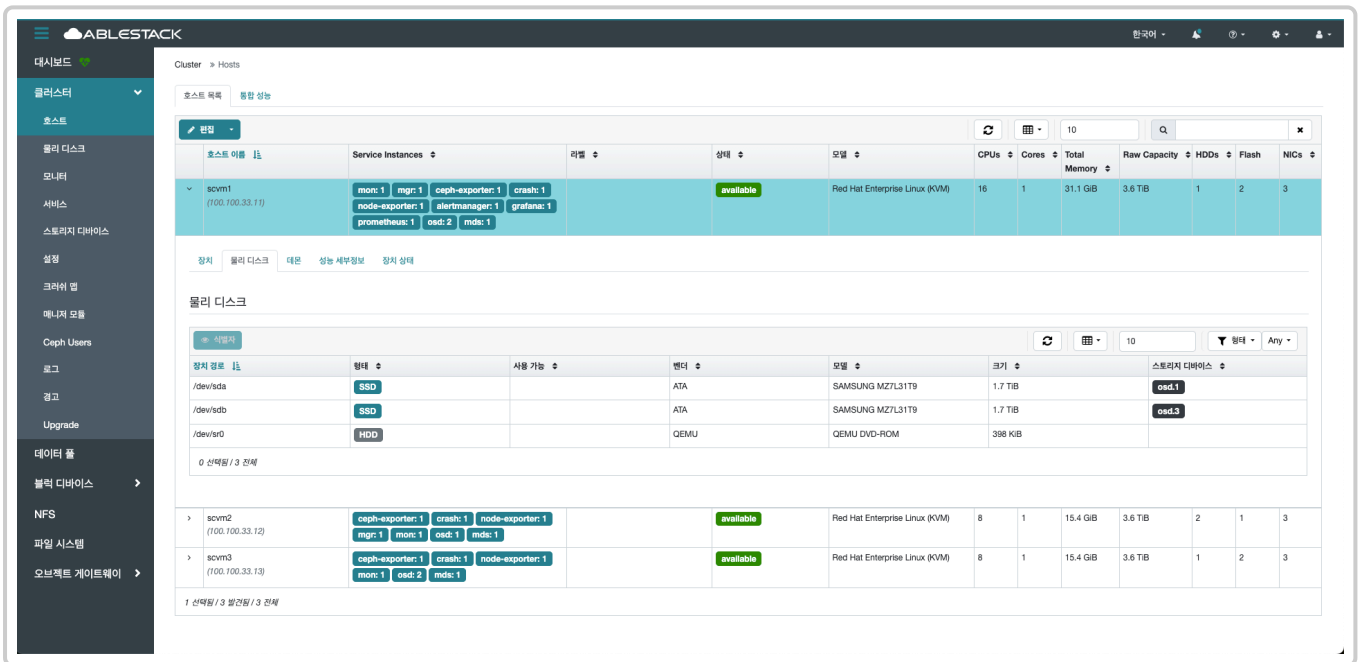 ABLESTACK
한국어
대시보드
Cluster » Hosts
클러스터
호스트
물리 디스크
모니터
서비스
스토리지 디바이스
설정
크러쉬 맵
매니저 모듈
Ceph Users
로그
경고
Upgrade
데이터 풀
블럭 디바이스
NFS
파일 시스템
오브젝트 게이트웨이
호스트 목록 통합 성능
편집 10
호스트 이름 Service Instances 라벨 상태 모델 CPUs Cores Total Memory Raw Capacity HDDs Flash NICs
scvm1 mon: 1 mgr: 1 ceph-exporter: 1 crash: 1 available Red Hat Enterprise Linux (KVM) 16 1 31.1 GiB 3.6 TiB 1 2 3
(100.100.33.11) node-exporter: 1 alertmanager: 1 grafana: 1
prometheus: 1 osd: 2 mds: 1
장치 물리 디스크 데몬 성능 세부정보 장치 상태
물리 디스크
식별자 10 형태 Any
장치 경로 형태 사용 가능 벤더 모델 크기 스토리지 디바이스
/dev/sda SSD ATA SAMSUNG MZ7L31T9 1.7 TiB osd.1
/dev/sdb SSD ATA SAMSUNG MZ7L31T9 1.7 TiB osd.3
/dev/sr0 HDD QEMU QEMU DVD-ROM 398 KiB
0 선택됨 / 3 전체
scvm2 ceph-exporter: 1 crash: 1 node-exporter: 1 available Red Hat Enterprise Linux (KVM) 8 1 15.4 GiB 3.6 TiB 2 1 3
(100.100.33.12) mgr: 1 mon: 1 osd: 1 mds: 1
scvm3 ceph-exporter: 1 crash: 1 node-exporter: 1 available Red Hat Enterprise Linux (KVM) 8 1 15.4 GiB 3.6 TiB 1 2 3
(100.100.33.13) mon: 1 osd: 2 mds: 1
1 선택됨 / 3 발견됨 / 3 전체